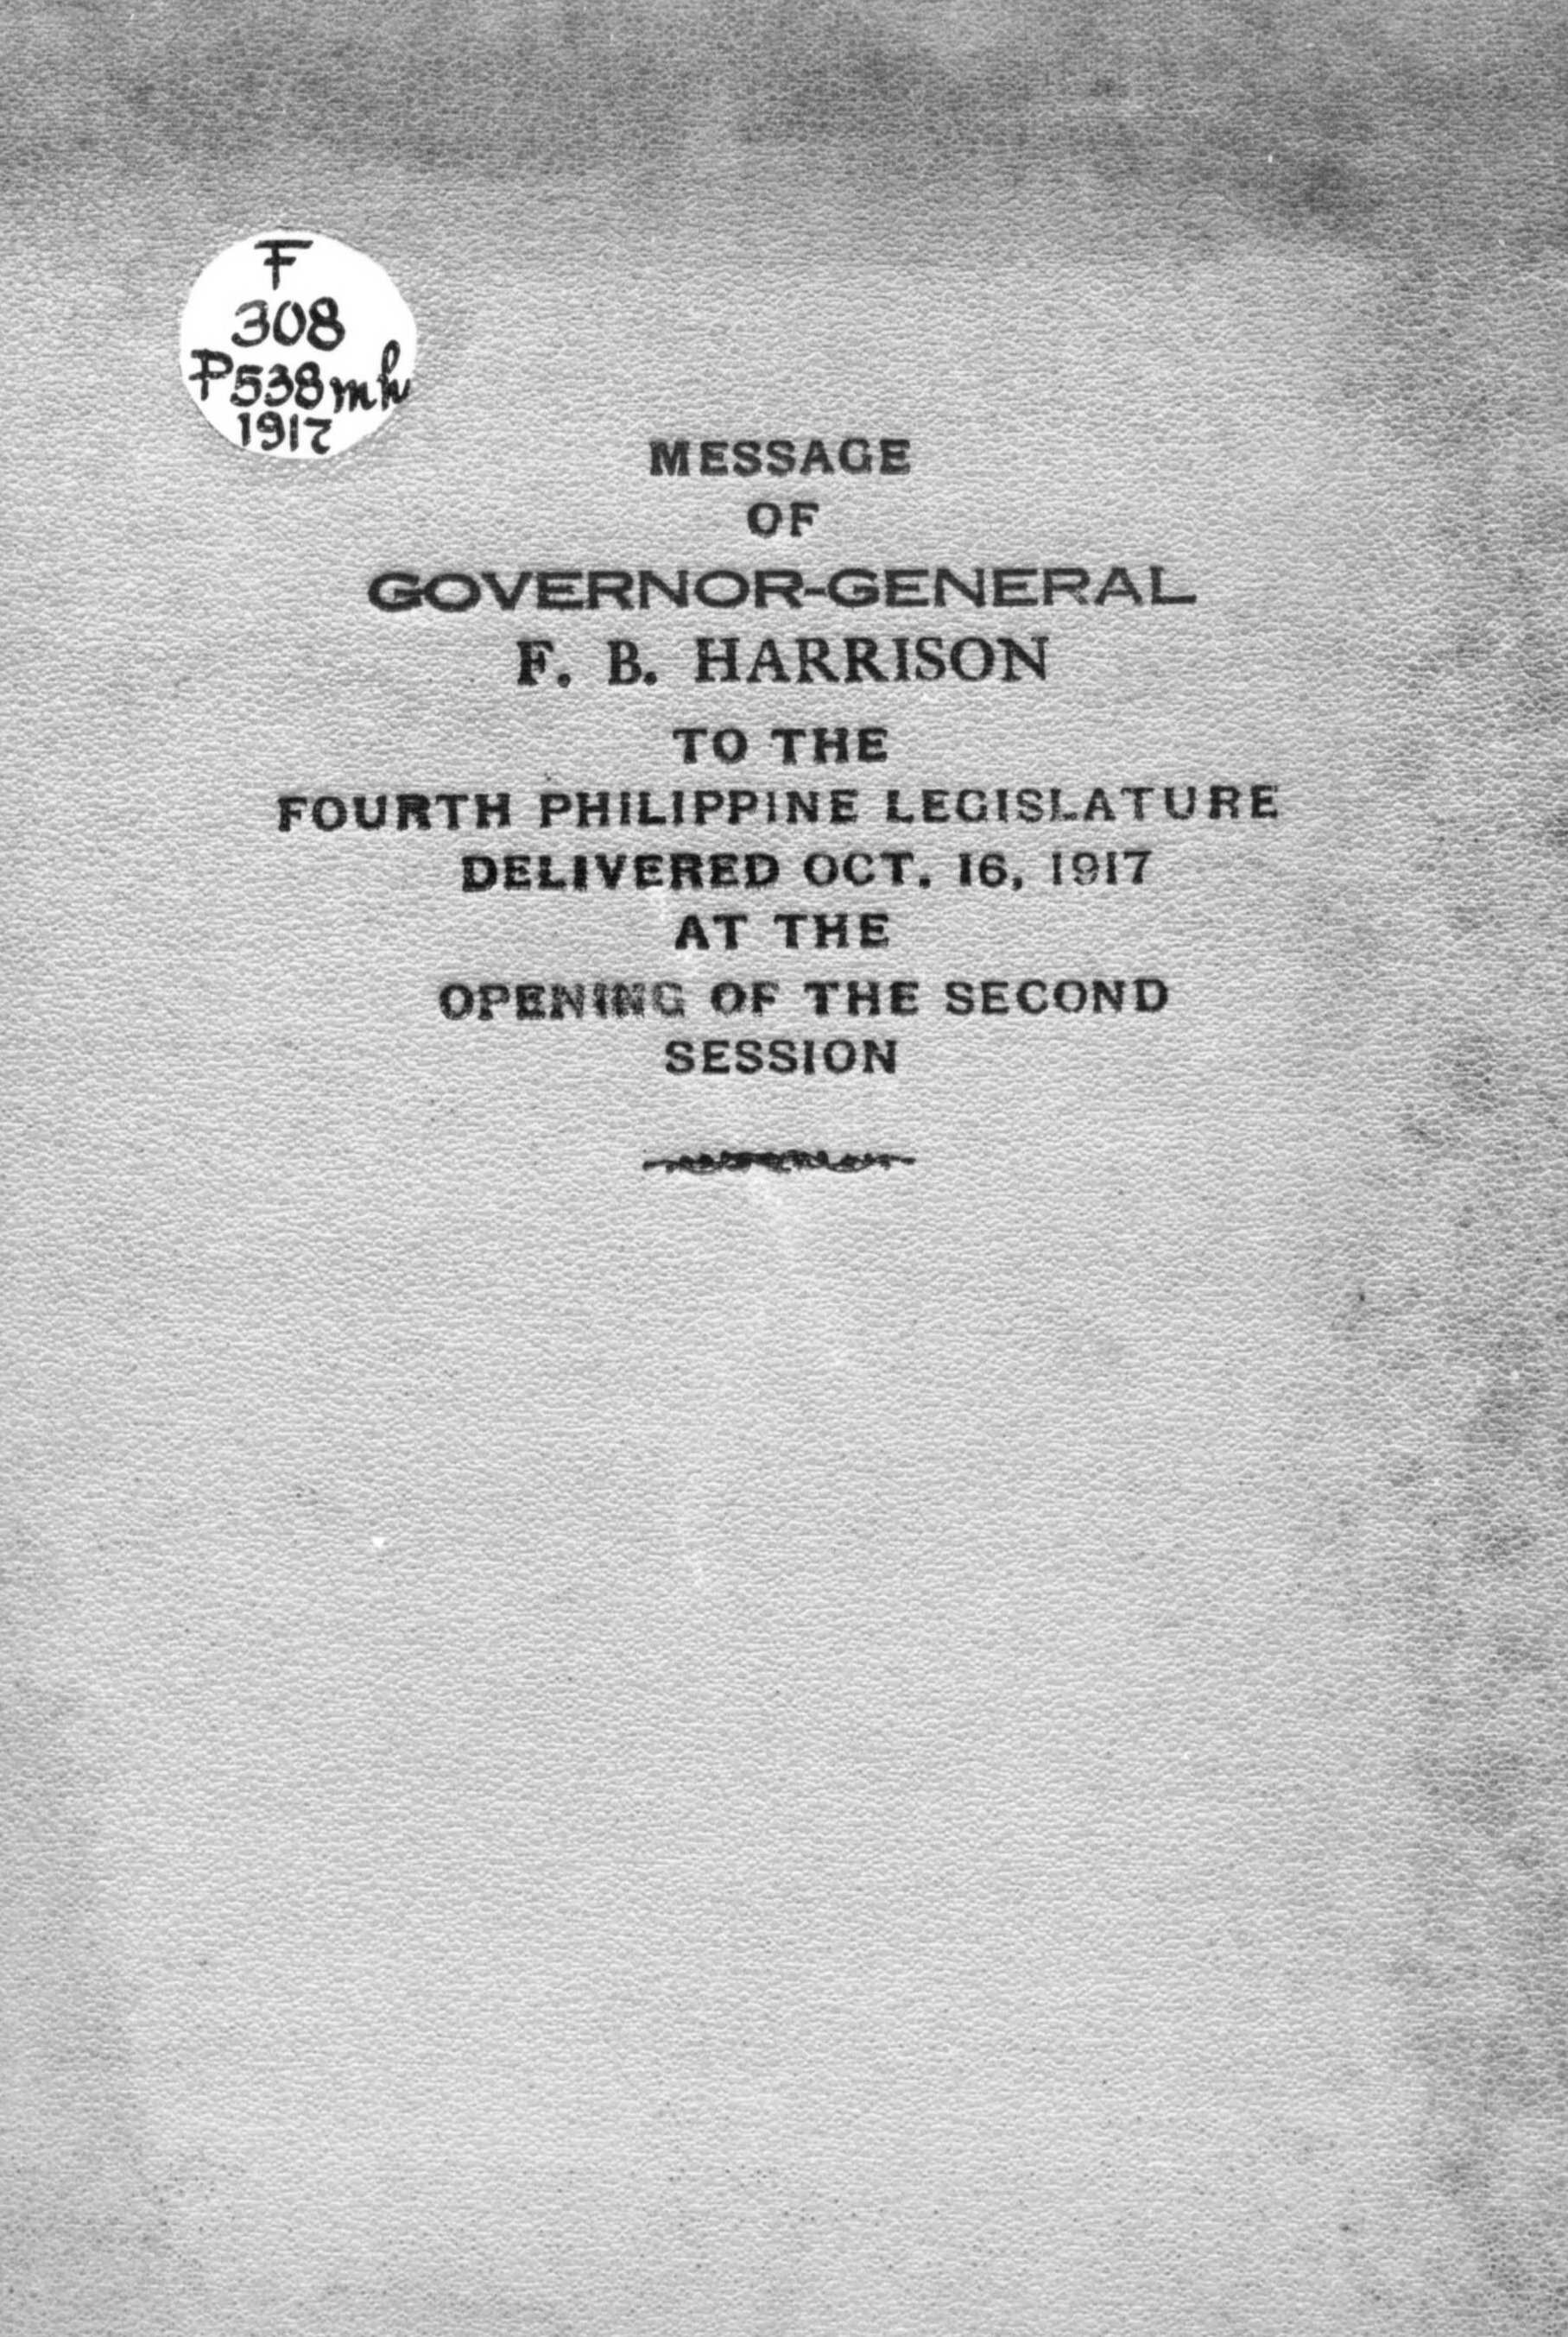 F
308
P538mh
1917
MESSAGE
OF
GOVERNOR-GENERAL
F. B. HARRISON
TO THE
FOURTH PHILIPPINE LEGISLATURE
DELIVERED OCT. 16, 1917
AT THE
OPENING OF THE SECOND
SESSION